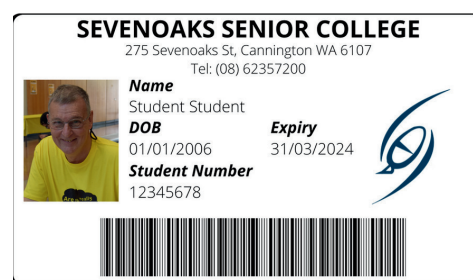 SEVENOAKS SENIOR COLLEGE
275 Sevenoaks St, Cannington WA 6107
Tel: (08) 62357200
Name
Student Student
DOB Expiry
01/01/2006 31/03/2024
Student Number
12345678